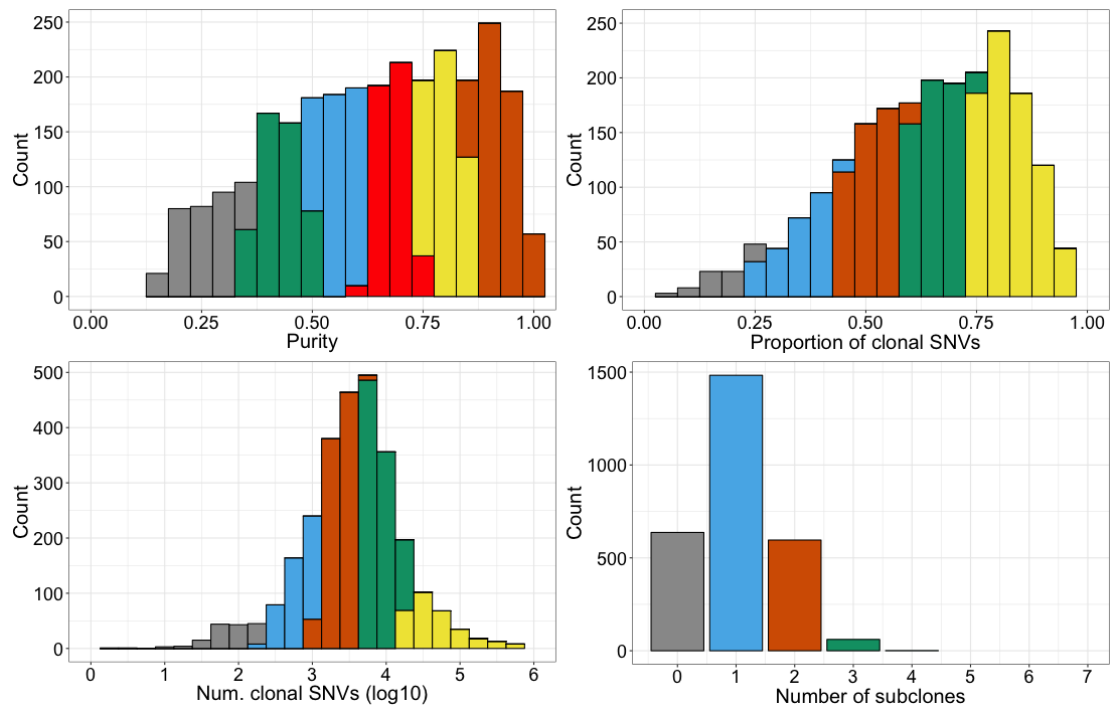 250
200
150
100
50
0
Count
0.00 0.25 0.50 0.75 1.00
Purity
250
200
150
100
50
0
Count
0.00 0.25 0.50 0.75 1.00
Proportion of clonal SNVs
500
400
300
200
100
0
Count
0 1 2 3 4 5 6
Num. clonal SNVs (log10)
1500
1000
500
0
Count
0 1 2 3 4 5 6 7
Number of subclones